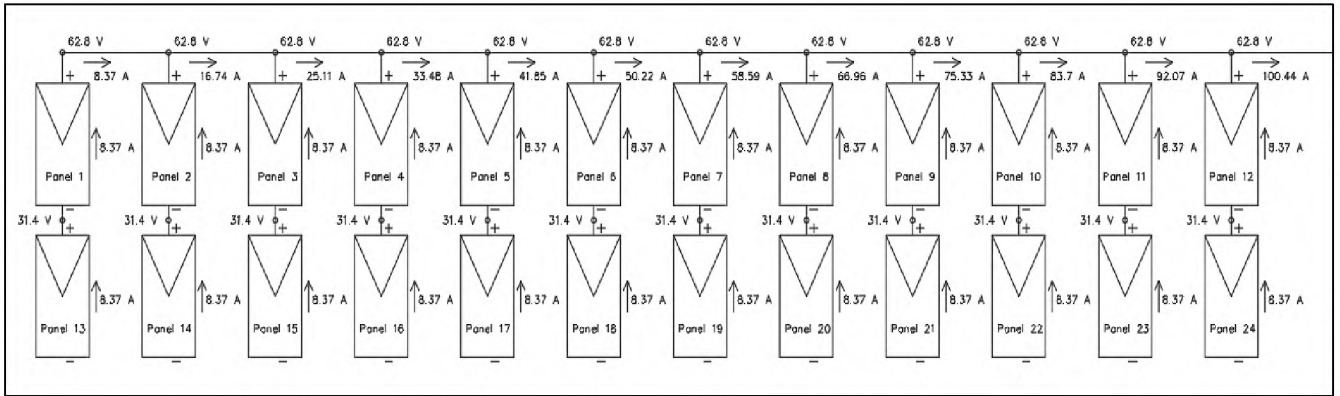 62.8 V 62.8 V 62.8 V 62.8 V 62.8 V 62.8 V 62.8 V 62.8 V 62.8 V 62.8 V 62.8 V 62.8 V
+ 8.37 A + 16.74 A + 25.11 A + 33.48 A + 41.85 A + 50.22 A + 58.59 A + 66.96 A + 75.33 A + 83.7 A + 92.07 A + 100.44 A
8.37 A 8.37 A 8.37 A 8.37 A 8.37 A 8.37 A 8.37 A 8.37 A 8.37 A 8.37 A 8.37 A 8.37 A
Panel 1 Panel 2 Panel 3 Panel 4 Panel 5 Panel 6 Panel 7 Panel 8 Panel 9 Panel 10 Panel 11 Panel 12
− − − − − − − − − − − −
31.4 V 31.4 V 31.4 V 31.4 V 31.4 V 31.4 V 31.4 V 31.4 V 31.4 V 31.4 V 31.4 V 31.4 V
+ + + + + + + + + + + +
8.37 A 8.37 A 8.37 A 8.37 A 8.37 A 8.37 A 8.37 A 8.37 A 8.37 A 8.37 A 8.37 A 8.37 A
Panel 13 Panel 14 Panel 15 Panel 16 Panel 17 Panel 18 Panel 19 Panel 20 Panel 21 Panel 22 Panel 23 Panel 24
− − − − − − − − − − − −